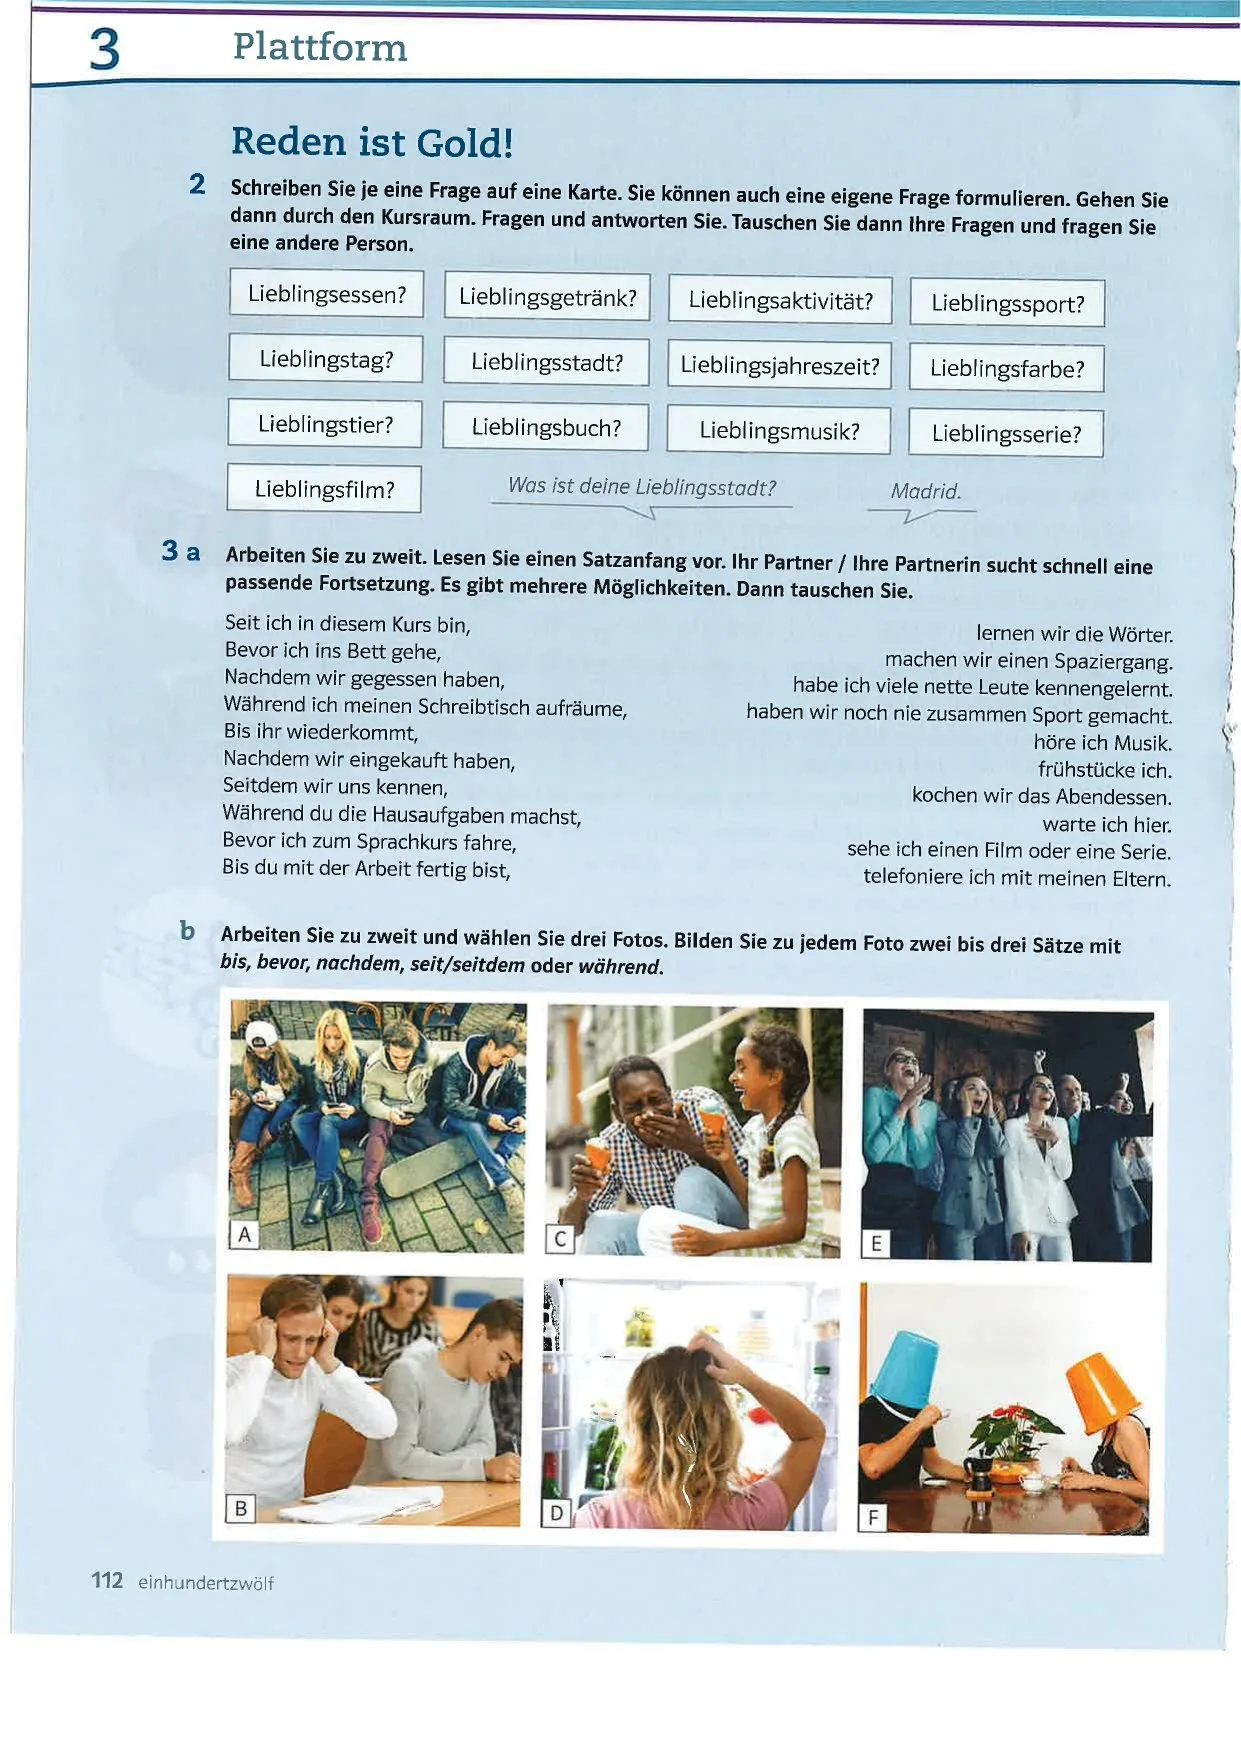 3
Plattform
Reden ist Gold!
2 Schreiben Sie je eine Frage auf eine Karte. Sie können auch eine eigene Frage formulieren. Gehen Sie
dann durch den Kursraum. Fragen und antworten Sie. Tauschen Sie dann Ihre Fragen und fragen Sie
eine andere Person.
Lieblingsessen? Lieblingsgetränk? Lieblingsaktivität? Lieblingssport?
Lieblingstag? Lieblingsstadt? Lieblingsjahreszeit? Lieblingsfarbe?
Lieblingstier? Lieblingsbuch? Lieblingsmusik? Lieblingsserie?
Lieblingsfilm? Was ist deine Lieblingsstadt? Madrid.
3 a Arbeiten Sie zu zweit. Lesen Sie einen Satzanfang vor. Ihr Partner / Ihre Partnerin sucht schnell eine
passende Fortsetzung. Es gibt mehrere Möglichkeiten. Dann tauschen Sie.
Seit ich in diesem Kurs bin,
Bevor ich ins Bett gehe,
Nachdem wir gegessen haben,
Während ich meinen Schreibtisch aufräume,
Bis ihr wiederkommt,
Nachdem wir eingekauft haben,
Seitdem wir uns kennen,
Während du die Hausaufgaben machst,
Bevor ich zum Sprachkurs fahre,
Bis du mit der Arbeit fertig bist,
lernen wir die Wörter.
machen wir einen Spaziergang.
habe ich viele nette Leute kennengelernt.
haben wir noch nie zusammen Sport gemacht.
höre ich Musik.
frühstücke ich.
kochen wir das Abendessen.
warte ich hier.
sehe ich einen Film oder eine Serie.
telefoniere ich mit meinen Eltern.
b Arbeiten Sie zu zweit und wählen Sie drei Fotos. Bilden Sie zu jedem Foto zwei bis drei Sätze mit
bis, bevor, nachdem, seit/seitdem oder während.
A
C
E
B
D
F
112 einhundertzwölf